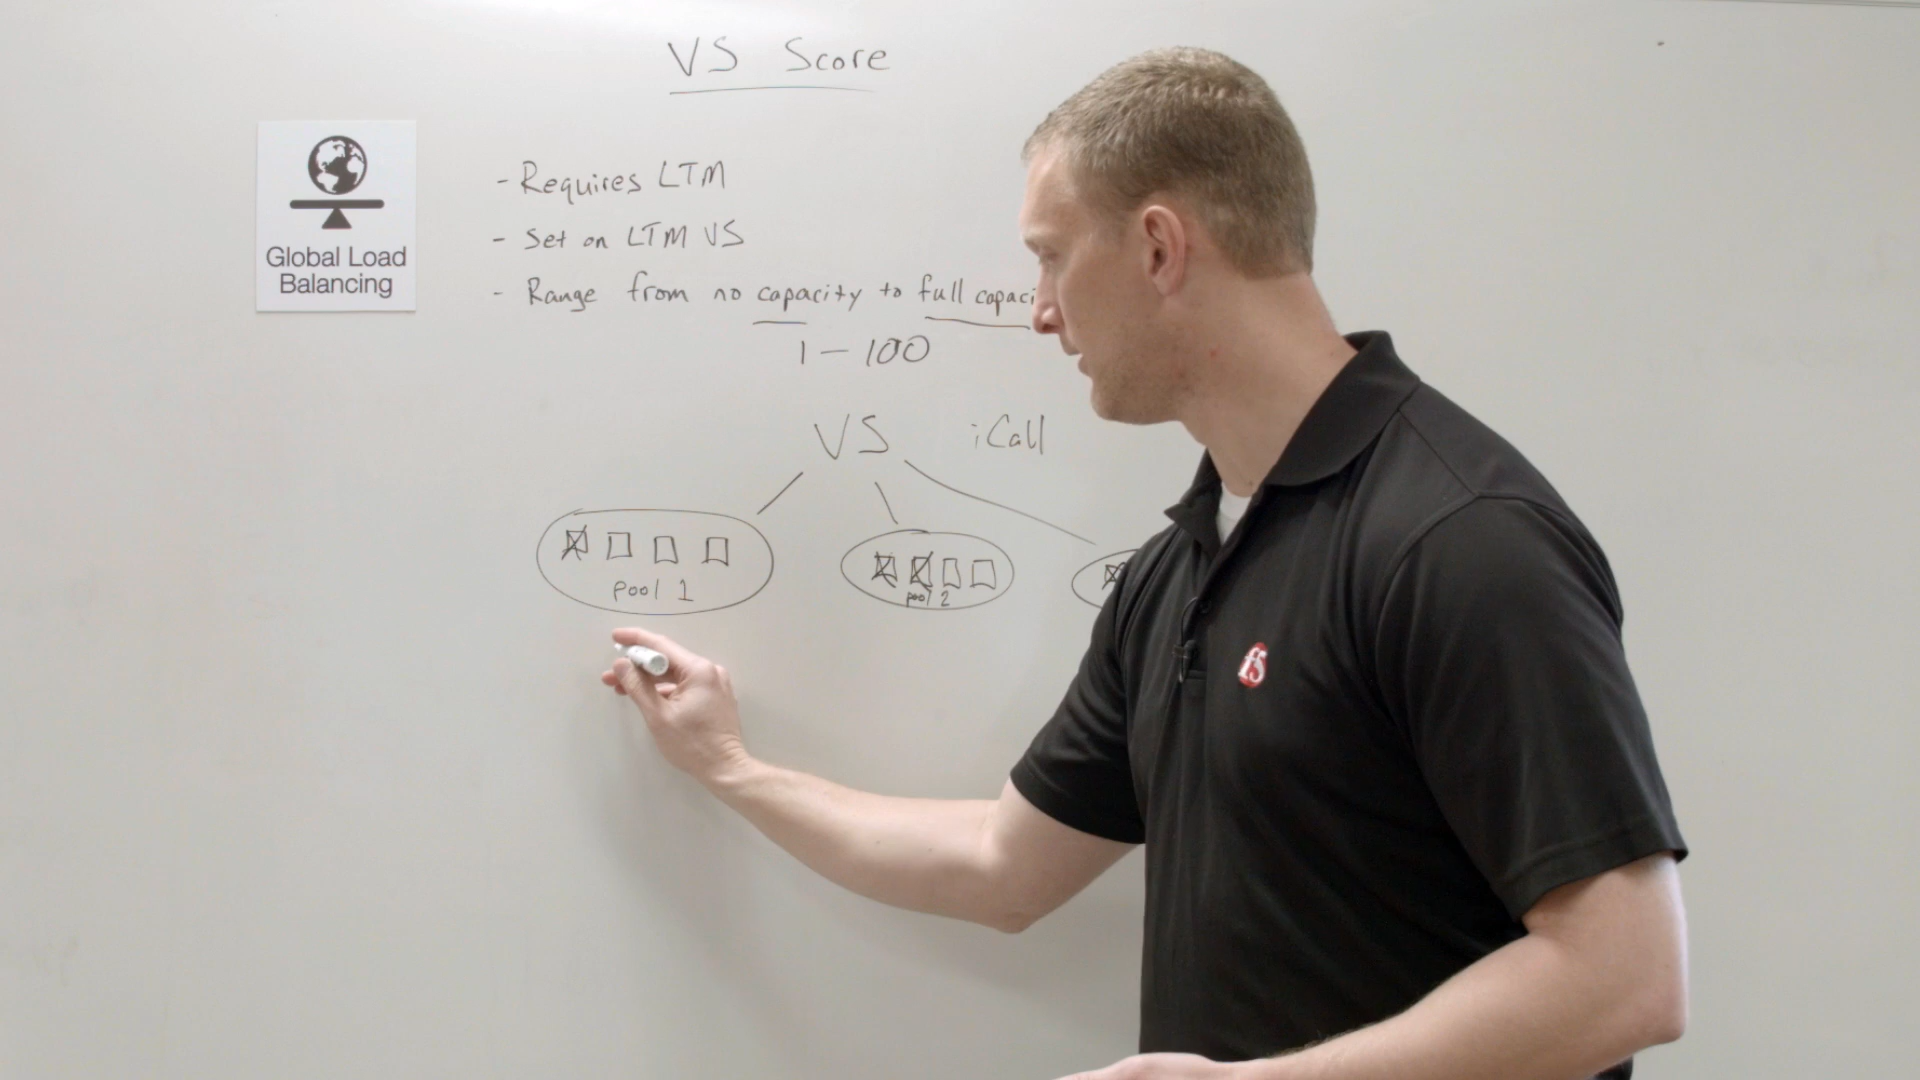 VS Score
Global Load
Balancing
- Requires LTM
- Set on LTM VS
- Range from no capacity to full capaci
1 - 100
VS iCall
pool 1
pool 2
f5